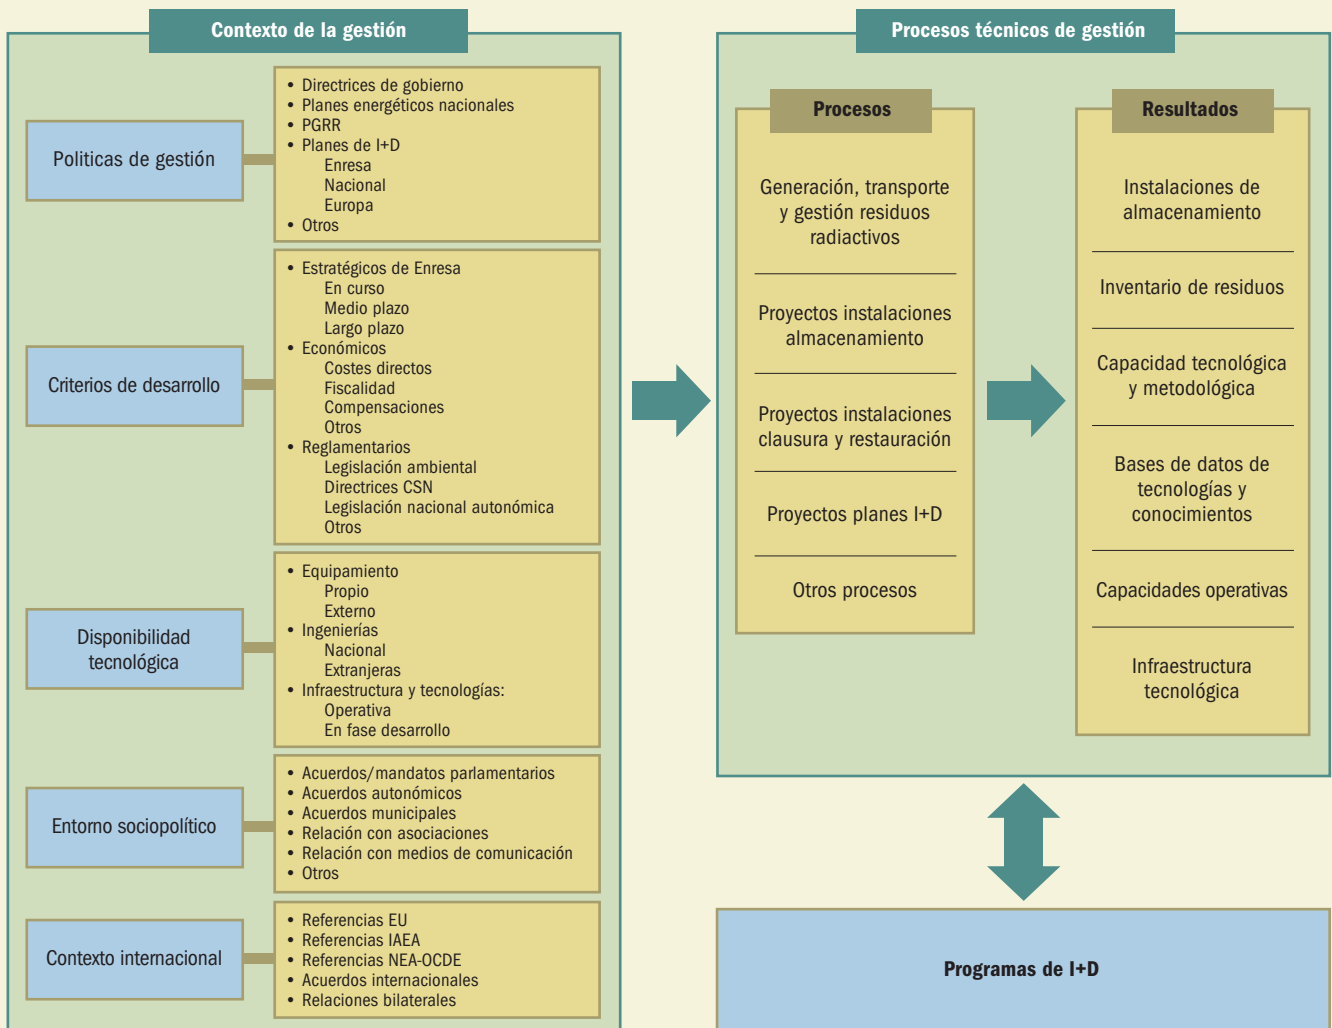 Contexto de la gestión
Politicas de gestión
• Directrices de gobierno
• Planes energéticos nacionales
• PGRR
• Planes de I+D
Enresa
Nacional
Europa
• Otros
Criterios de desarrollo
• Estratégicos de Enresa
En curso
Medio plazo
Largo plazo
• Económicos
Costes directos
Fiscalidad
Compensaciones
Otros
• Reglamentarios
Legislación ambiental
Directrices CSN
Legislación nacional autonómica
Otros
Disponibilidad
tecnológica
• Equipamiento
Propio
Externo
• Ingenierías
Nacional
Extranjeras
• Infraestructura y tecnologías:
Operativa
En fase desarrollo
Entorno sociopolítico
• Acuerdos/mandatos parlamentarios
• Acuerdos autonómicos
• Acuerdos municipales
• Relación con asociaciones
• Relación con medios de comunicación
• Otros
Contexto internacional
• Referencias EU
• Referencias IAEA
• Referencias NEA-OCDE
• Acuerdos internacionales
• Relaciones bilaterales
Procesos técnicos de gestión
Procesos
Generación, transporte
y gestión residuos
radiactivos
Proyectos instalaciones
almacenamiento
Proyectos instalaciones
clausura y restauración
Proyectos planes I+D
Otros procesos
Resultados
Instalaciones de
almacenamiento
Inventario de residuos
Capacidad tecnológica
y metodológica
Bases de datos de
tecnologías y
conocimientos
Capacidades operativas
Infraestructura
tecnológica
Programas de I+D